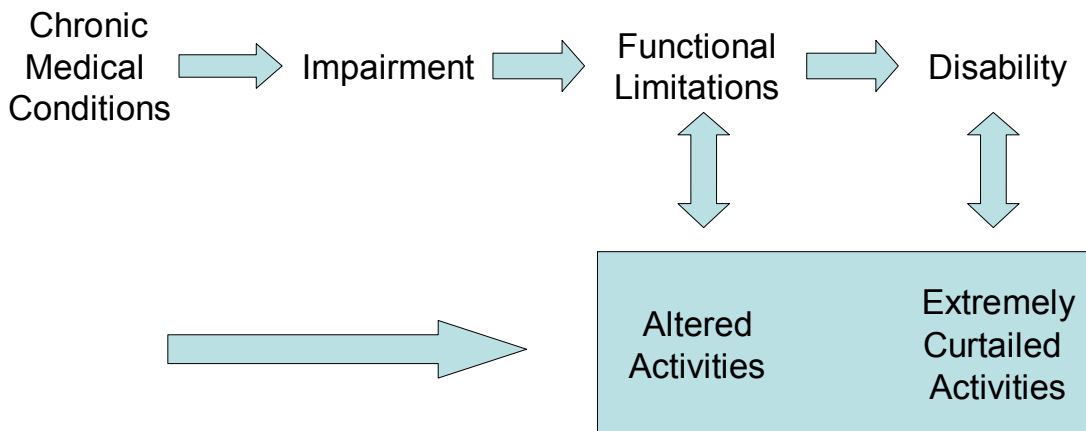 Chronic
Medical
Conditions
Impairment
Functional
Limitations
Disability
Altered
Activities
Extremely
Curtailed
Activities